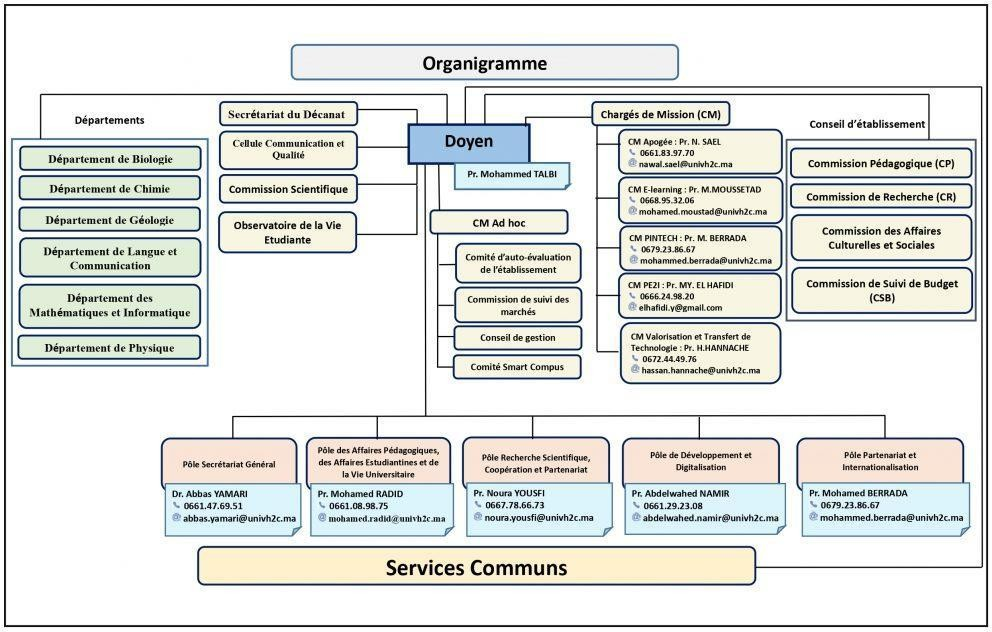 Organigramme
Départements
Département de Biologie
Département de Chimie
Département de Géologie
Département de Langue et
Communication
Département des
Mathématiques et Informatique
Département de Physique
Secrétariat du Décanat
Cellule Communication et
Qualité
Commission Scientifique
Observatoire de la Vie
Etudiante
Doyen
Pr. Mohammed TALBI
CM Ad hoc
Comité d'auto-évaluation
de l'établissement
Commission de suivi des
marchés
Conseil de gestion
Comité Smart Compus
Chargés de Mission (CM)
CM Apogée : Pr. N. SAEL
0661.83.97.70
@nawal.sael@univh2c.ma
CM E-learning : Pr. M.MOUSSETAD
0668.95.32.06
@mohamed.moustad@univh2c.ma
CM PINTECH : Pr. M. BERRADA
0679.23.86.67
@mohammed.berrada@univh2c.ma
CM PE2I : Pr. MY. EL HAFIDI
0666.24.98.20
@elhafidi.y@gmail.com
CM Valorisation et Transfert de
Technologie : Pr. H.HANNACHE
0672.44.49.76
@hassan.hannache@univh2c.ma
Conseil d'établissement
Commission Pédagogique (CP)
Commission de Recherche (CR)
Commission des Affaires
Culturelles et Sociales
Commission de Suivi de Budget
(CSB)
Pôle Secrétariat Général
Dr. Abbas YAMARI
0661.47.69.51
@abbas.yamari@univh2c.ma
Pôle des Affaires Pédagogiques,
des Affaires Estudiantines et de
la Vie Universitaire
Pr. Mohamed RADID
0661.08.98.75
@mohamed.radid@univh2c.ma
Pôle Recherche Scientifique,
Coopération et Partenariat
Pr. Noura YOUSFI
0667.78.66.73
@noura.yousfi@univh2c.ma
Pôle de Développement et
Digitalisation
Pr. Abdelwahed NAMIR
0661.29.23.08
@abdelwahed.namir@univh2c.ma
Pôle Partenariat et
Internationalisation
Pr. Mohamed BERRADA
0679.23.86.67
@mohammed.berrada@univh2c.ma
Services Communs